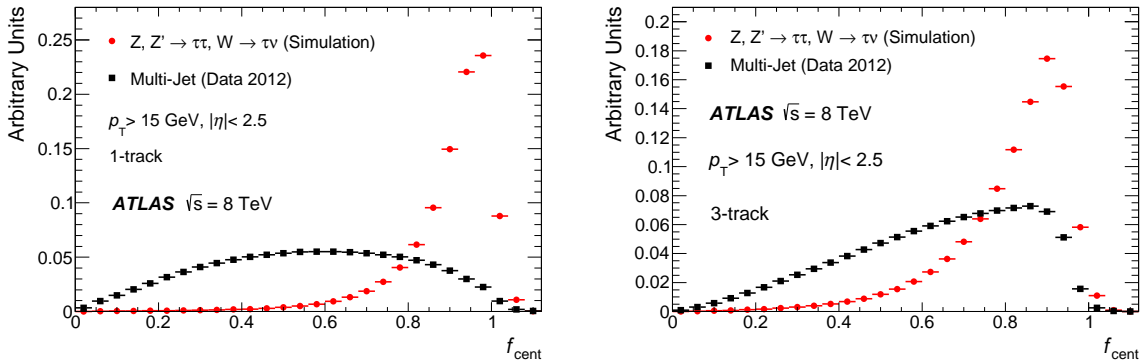 Arbitrary Units
0.25
0.2
0.15
0.1
0.05
0
Z, Z' → ττ, W → τν (Simulation)
Multi-Jet (Data 2012)
p_T > 15 GeV, |η| < 2.5
1-track
ATLAS √s = 8 TeV
0 0.2 0.4 0.6 0.8 1
f_cent
Arbitrary Units
0.2
0.18
0.16
0.14
0.12
0.1
0.08
0.06
0.04
0.02
0
Z, Z' → ττ, W → τν (Simulation)
Multi-Jet (Data 2012)
ATLAS √s = 8 TeV
p_T > 15 GeV, |η| < 2.5
3-track
0 0.2 0.4 0.6 0.8 1
f_cent